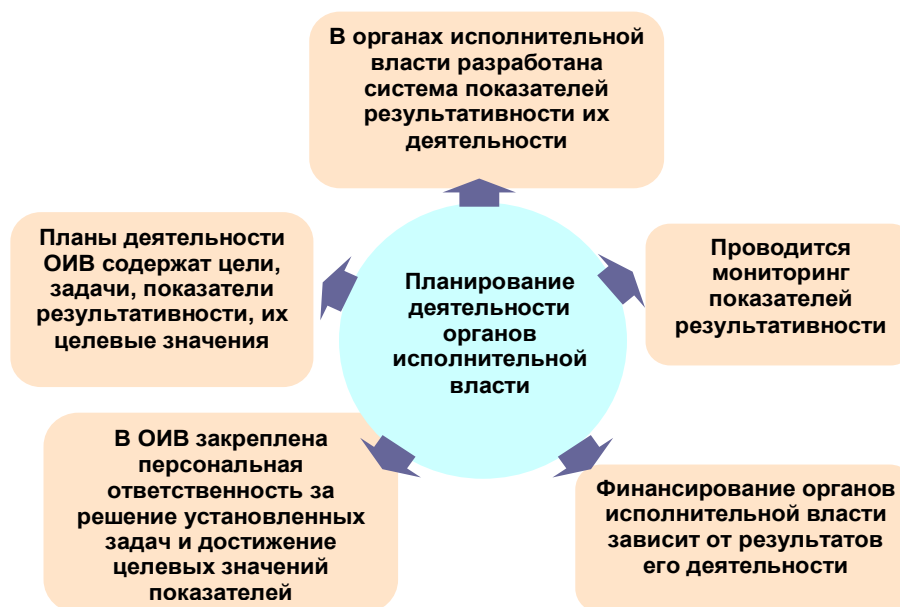 В органах исполнительной
власти разработана
система показателей
результативности их
деятельности
Планы деятельности
ОИВ содержат цели,
задачи, показатели
результативности, их
целевые значения
Планирование
деятельности
органов
исполнительной
власти
Проводится
мониторинг
показателей
результативности
В ОИВ закреплена
персональная
ответственность за
решение установленных
задач и достижение
целевых значений
показателей
Финансирование органов
исполнительной власти
зависит от результатов
его деятельности